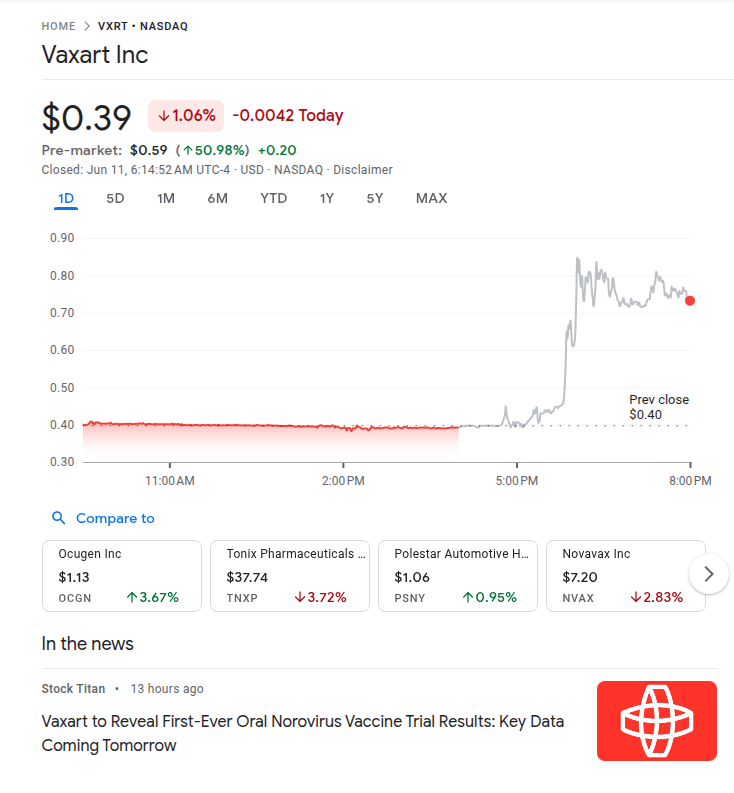 HOME > VXRT • NASDAQ
Vaxart Inc
$0.39 ↓1.06% -0.0042 Today
Pre-market: $0.59 (↑50.98%) +0.20
Closed: Jun 11, 6:14:52 AM UTC-4 · USD · NASDAQ · Disclaimer
1D 5D 1M 6M YTD 1Y 5Y MAX
0.90
0.80
0.70
0.60
0.50
Prev close
$0.40
0.40
0.30
11:00 AM 2:00 PM 5:00 PM 8:00 PM
Compare to
Ocugen Inc
$1.13
OCGN ↑3.67%
Tonix Pharmaceuticals ...
$37.74
TNXP ↓3.72%
Polestar Automotive H...
$1.06
PSNY ↑0.95%
Novavax Inc
$7.20
NVAX ↓2.83%
In the news
Stock Titan • 13 hours ago
Vaxart to Reveal First-Ever Oral Norovirus Vaccine Trial Results: Key Data
Coming Tomorrow